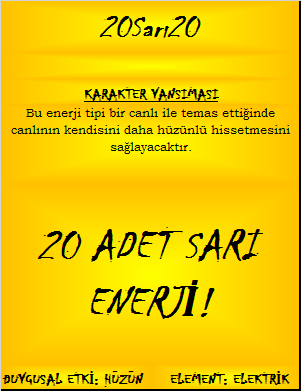 20Sarı20
KARAKTER YANSIMASI
Bu enerji tipi bir canlı ile temas ettiğinde
canlının kendisini daha hüzünlü hissetmesini
sağlayacaktır.
20 ADET SARI
ENERJİ!
DUYGUSAL ETKİ: HÜZÜN ELEMENT: ELEKTRİK